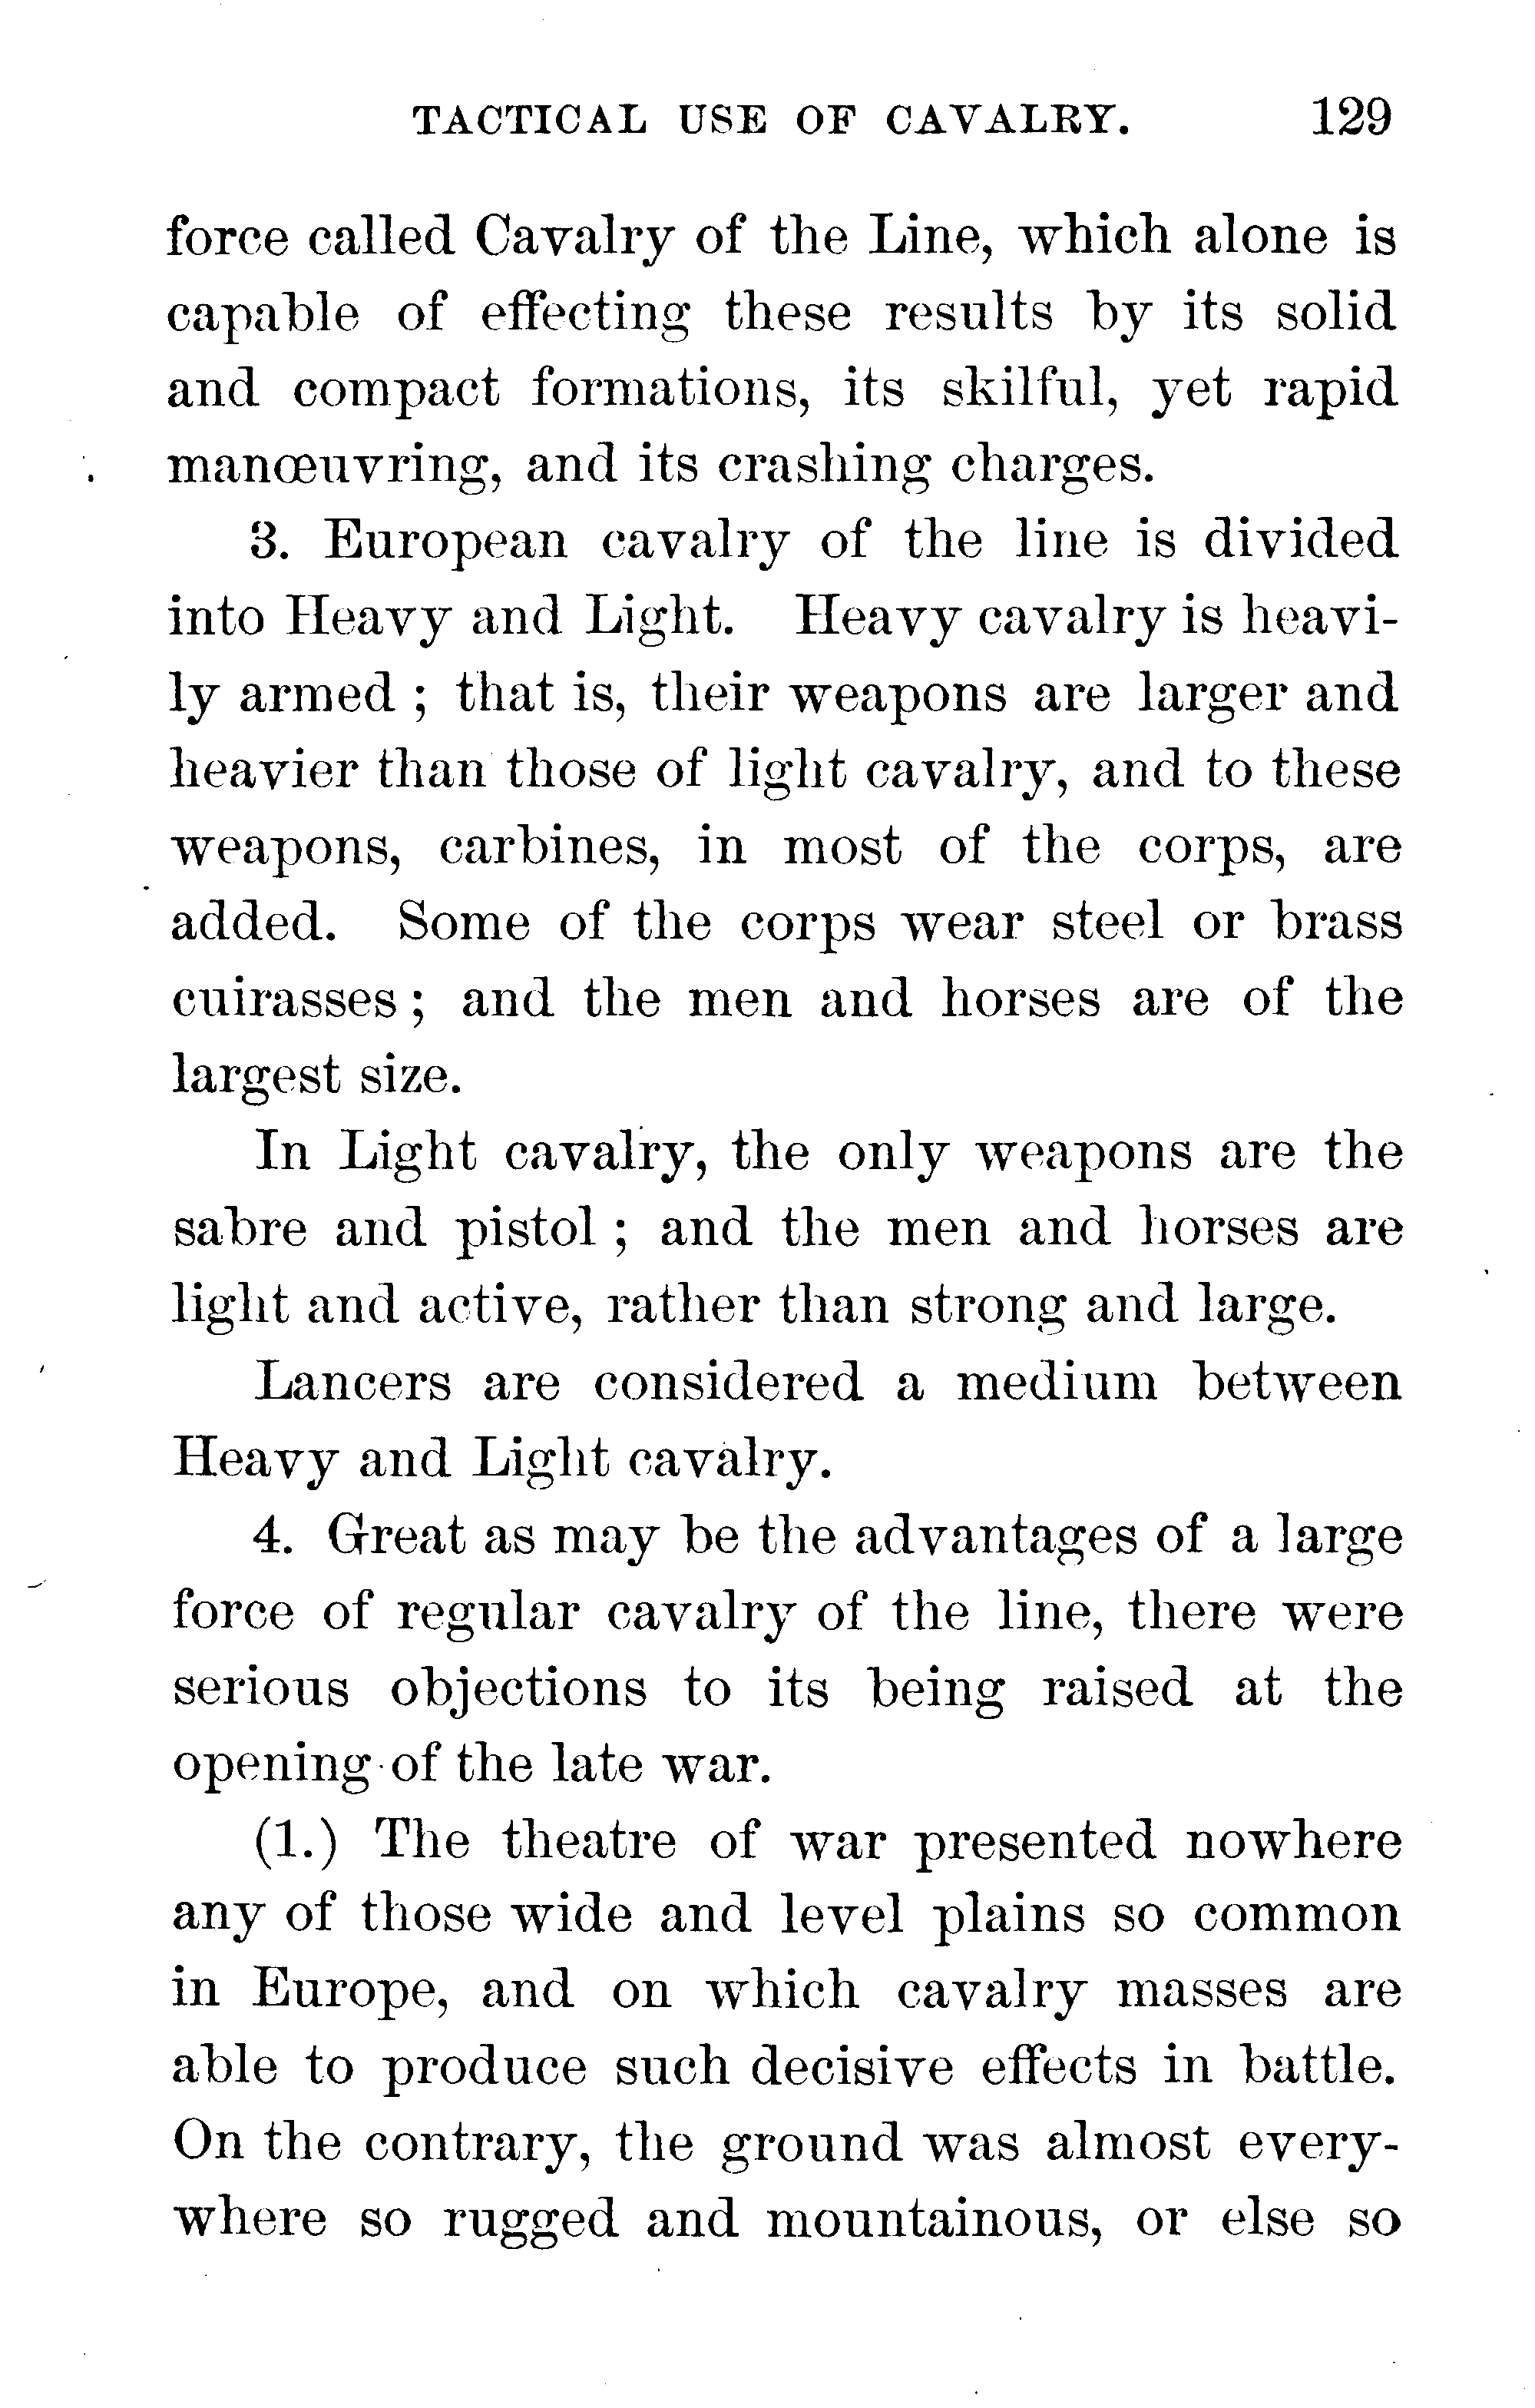 TACTICAL USE OF CAVALRY. 129
force called Cavalry of the Line, which alone is
capable of effecting these results by its solid
and compact formations, its skilful, yet rapid
manœuvring, and its crashing charges.
3. European cavalry of the line is divided
into Heavy and Light. Heavy cavalry is heavi-
ly armed ; that is, their weapons are larger and
heavier than those of light cavalry, and to these
weapons, carbines, in most of the corps, are
added. Some of the corps wear steel or brass
cuirasses ; and the men and horses are of the
largest size.
In Light cavalry, the only weapons are the
sabre and pistol ; and the men and horses are
light and active, rather than strong and large.
Lancers are considered a medium between
Heavy and Light cavalry.
4. Great as may be the advantages of a large
force of regular cavalry of the line, there were
serious objections to its being raised at the
opening of the late war.
(1.) The theatre of war presented nowhere
any of those wide and level plains so common
in Europe, and on which cavalry masses are
able to produce such decisive effects in battle.
On the contrary, the ground was almost every-
where so rugged and mountainous, or else so